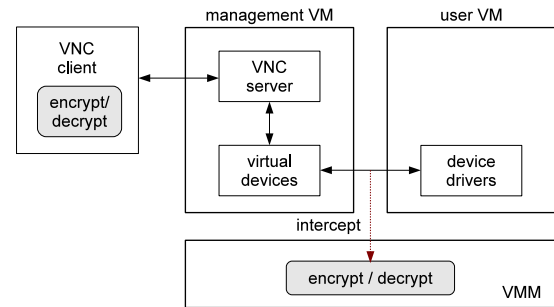 management VM
user VM
VNC
client
encrypt/
decrypt
VNC
server
virtual
devices
device
drivers
intercept
encrypt / decrypt
VMM